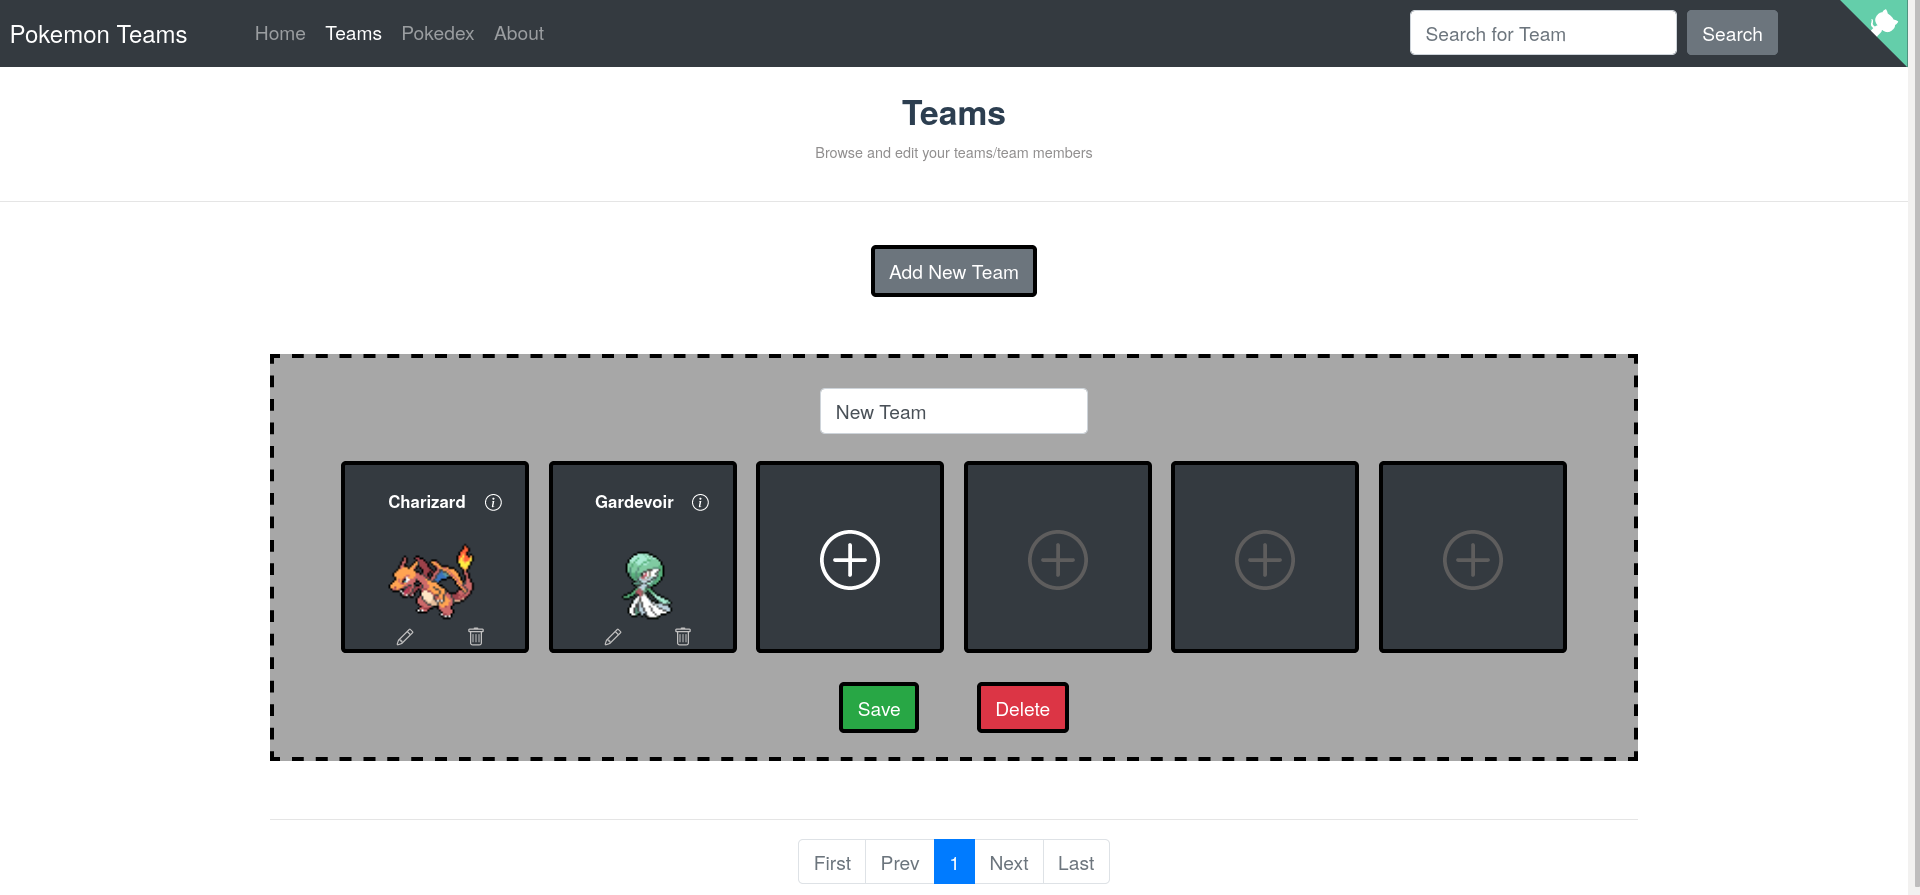 Pokemon Teams Home Teams Pokedex About Search for Team Search
Teams
Browse and edit your teams/team members
Add New Team
New Team
Charizard Gardevoir
Save Delete
First Prev 1 Next Last